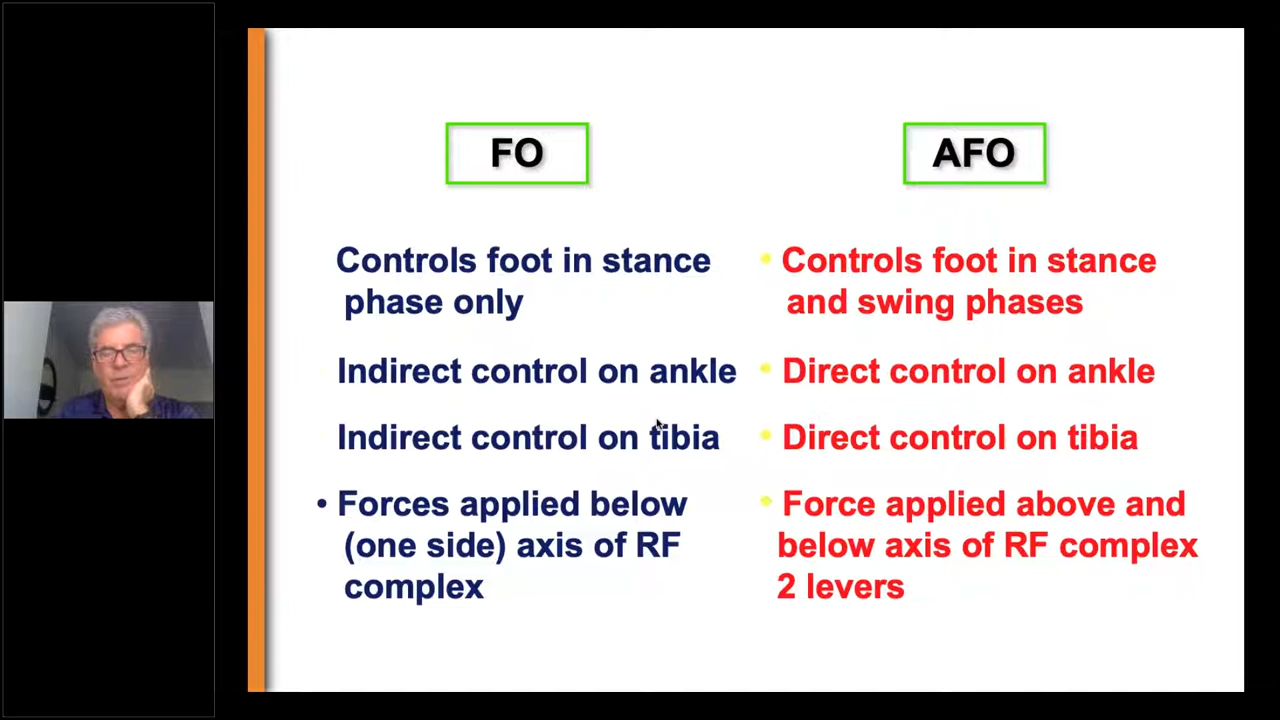 FO
Controls foot in stance
phase only
Indirect control on ankle
Indirect control on tibia
• Forces applied below
(one side) axis of RF
complex
AFO
• Controls foot in stance
and swing phases
• Direct control on ankle
• Direct control on tibia
• Force applied above and
below axis of RF complex
2 levers